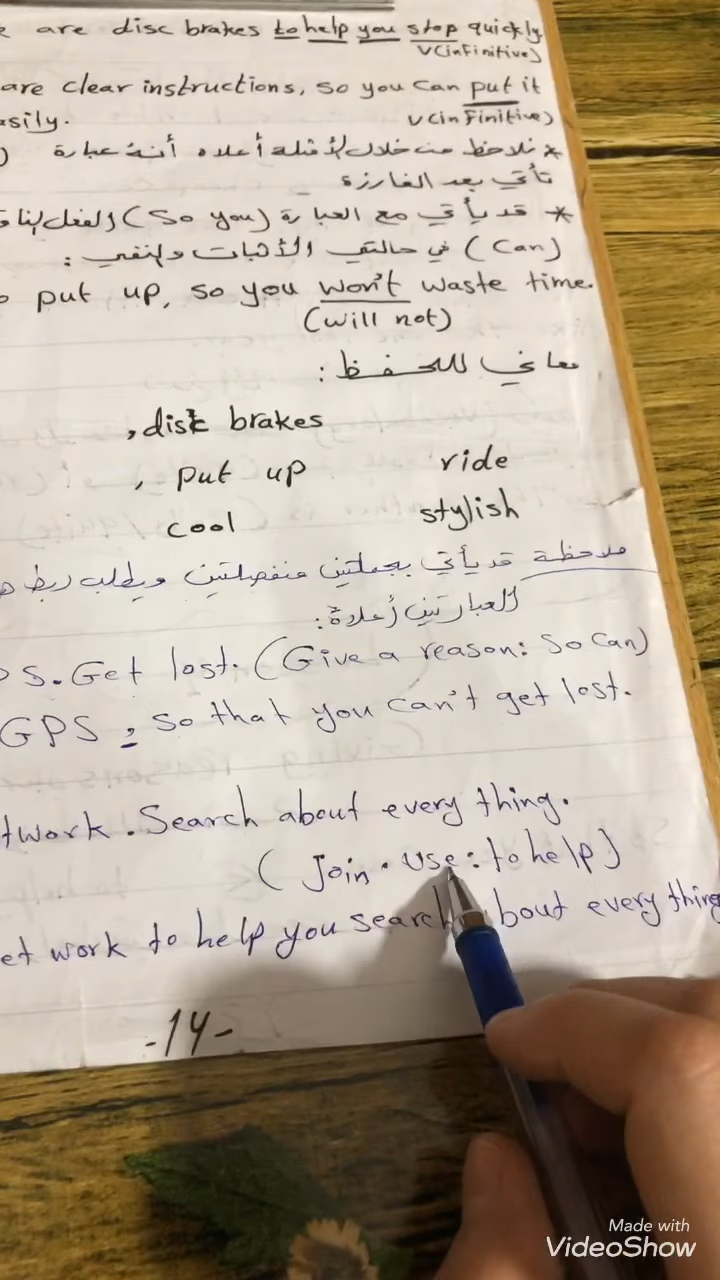 are disc brakes to help you stop quickly
V(infinitive)
are clear instructions, so you can put it
V(infinitive)
* نلاحظ من خلال الأمثلة أعلاه أنه عبارة
تأتي بعد الفارزة
* قد يأتي مع العبارة (so you) الفعل
(can) في حالتي الأثبات والنفي :
put up, so you won't waste time.
(will not)
معاني للحفظ :
, disk brakes
, put up ride
cool stylish
ملاحظة قد يأتي بجملتين منفصلتين ويطلب ربط
العبارتين أعلاه :
S. Get lost. (Give a reason: so can)
GPS , so that you can't get lost.
twork . Search about every thing.
( Join . Use : to help )
et work to help you search about every thing
-14-
Made with
VideoShow